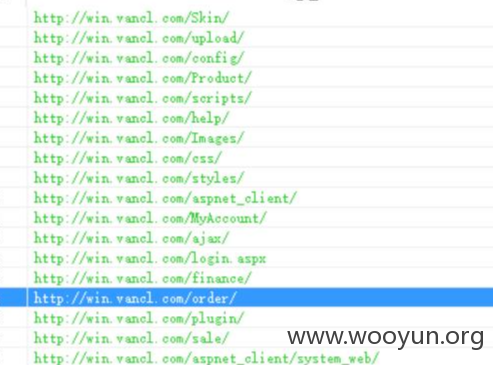 http://win.vancl.com/Skin/
http://win.vancl.com/upload/
http://win.vancl.com/config/
http://win.vancl.com/Product/
http://win.vancl.com/scripts/
http://win.vancl.com/help/
http://win.vancl.com/Images/
http://win.vancl.com/css/
http://win.vancl.com/styles/
http://win.vancl.com/aspnet_client/
http://win.vancl.com/MyAccount/
http://win.vancl.com/ajax/
http://win.vancl.com/login.aspx
http://win.vancl.com/finance/
http://win.vancl.com/order/
http://win.vancl.com/plugin/
http://win.vancl.com/sale/
www.wooyun.org
http://win.vancl.com/aspnet_client/system_web/